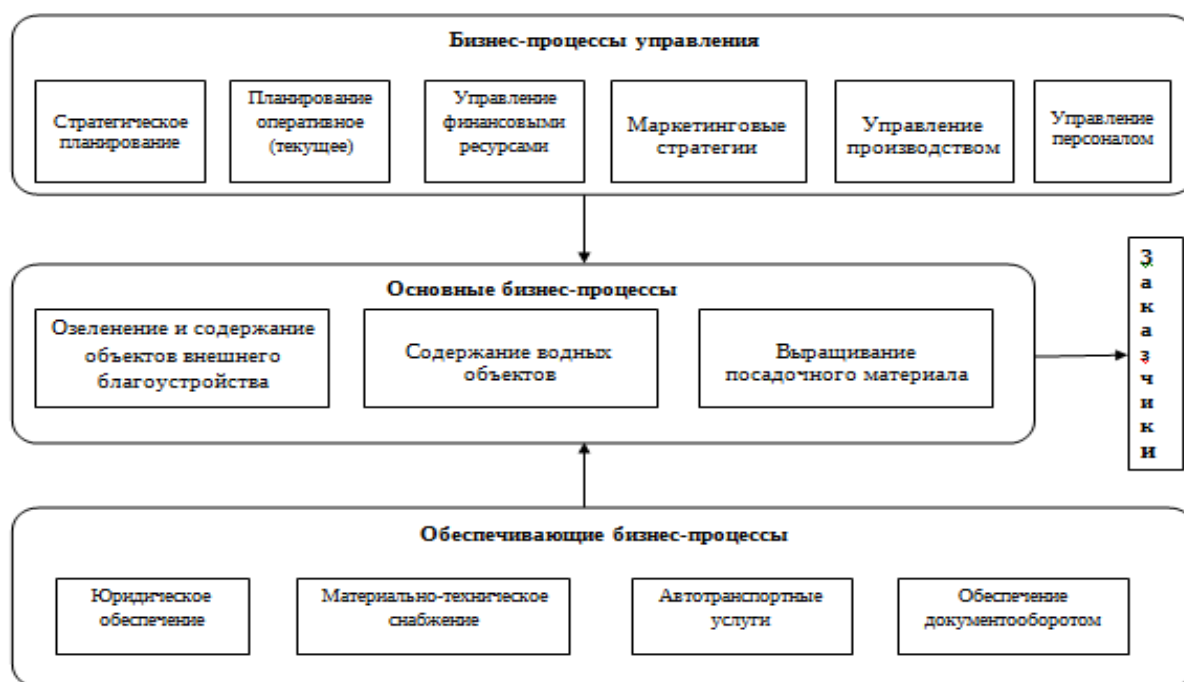 Бизнес-процессы управления
Стратегическое
планирование
Планирование
оперативное
(текущее)
Управление
финансовыми
ресурсами
Маркетинговые
стратегии
Управление
производством
Управление
персоналом
Основные бизнес-процессы
Озеленение и содержание
объектов внешнего
благоустройства
Содержание водных
объектов
Выращивание
посадочного материала
З
а
к
а
з
ч
и
к
и
Обеспечивающие бизнес-процессы
Юридическое
обеспечение
Материально-техническое
снабжение
Автотранспортные
услуги
Обеспечение
документооборотом